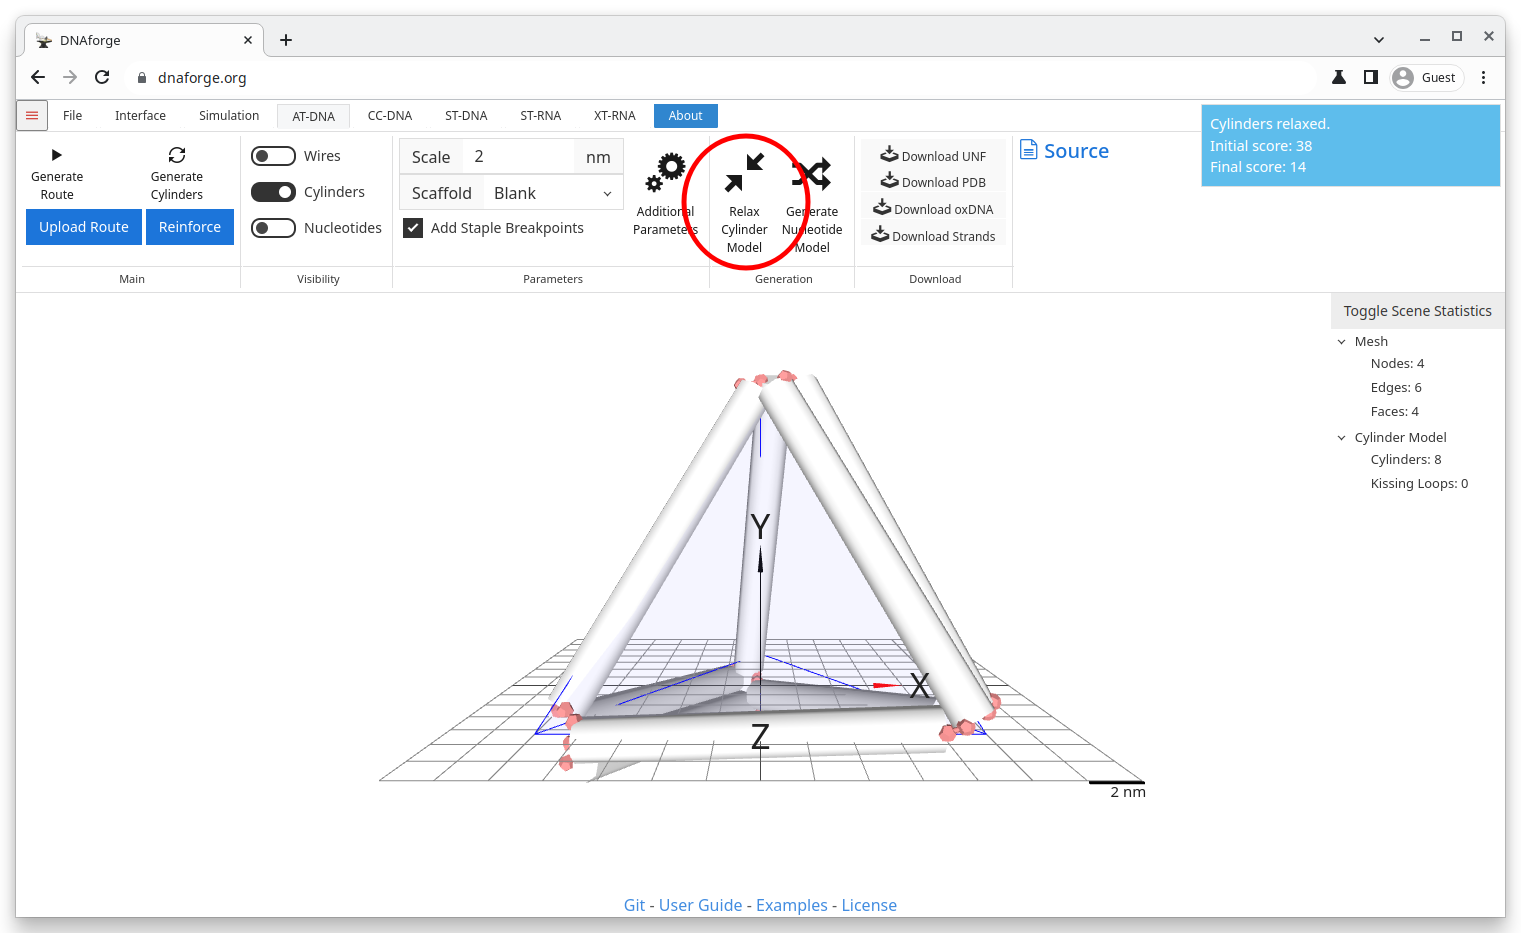 DNAforge
dnaforge.org
Guest
File Interface Simulation AT-DNA CC-DNA ST-DNA ST-RNA XT-RNA About
Cylinders relaxed.
Initial score: 38
Final score: 14
Generate
Route
Generate
Cylinders
Upload Route
Reinforce
Main
Wires
Cylinders
Nucleotides
Visibility
Scale 2 nm
Scaffold Blank
Add Staple Breakpoints
Additional
Parameters
Parameters
Relax
Cylinder
Model
Generate
Nucleotide
Model
Generation
Download UNF
Download PDB
Download oxDNA
Download Strands
Download
Source
Toggle Scene Statistics
Mesh
Nodes: 4
Edges: 6
Faces: 4
Cylinder Model
Cylinders: 8
Kissing Loops: 0
Y
X
Z
2 nm
Git - User Guide - Examples - License